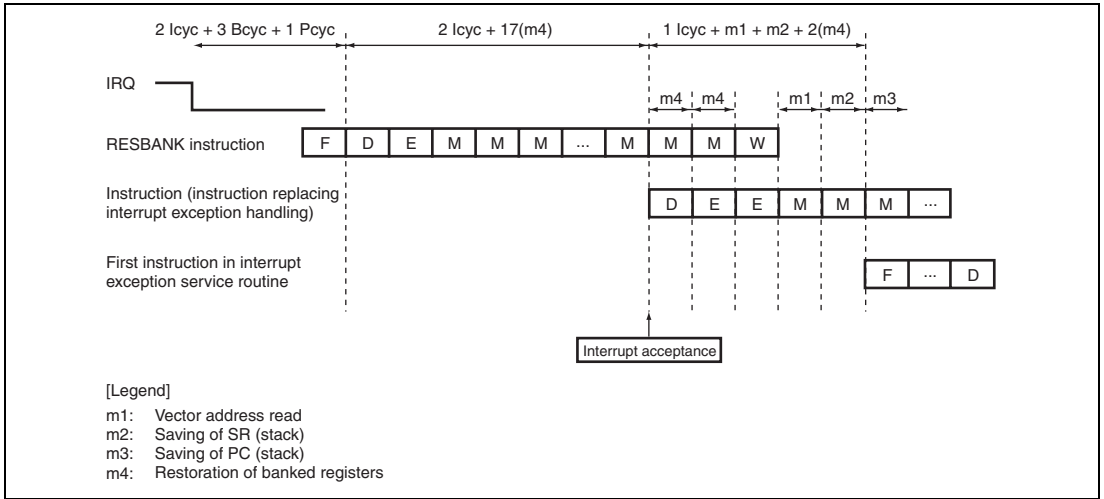 2 Icyc + 3 Bcyc + 1 Pcyc 2 Icyc + 17(m4) 1 Icyc + m1 + m2 + 2(m4)
IRQ
m4 m4 m1 m2 m3
RESBANK instruction F D E M M M ... M M M W
Instruction (instruction replacing
interrupt exception handling) D E E M M M ...
First instruction in interrupt
exception service routine F ... D
Interrupt acceptance
[Legend]
m1: Vector address read
m2: Saving of SR (stack)
m3: Saving of PC (stack)
m4: Restoration of banked registers